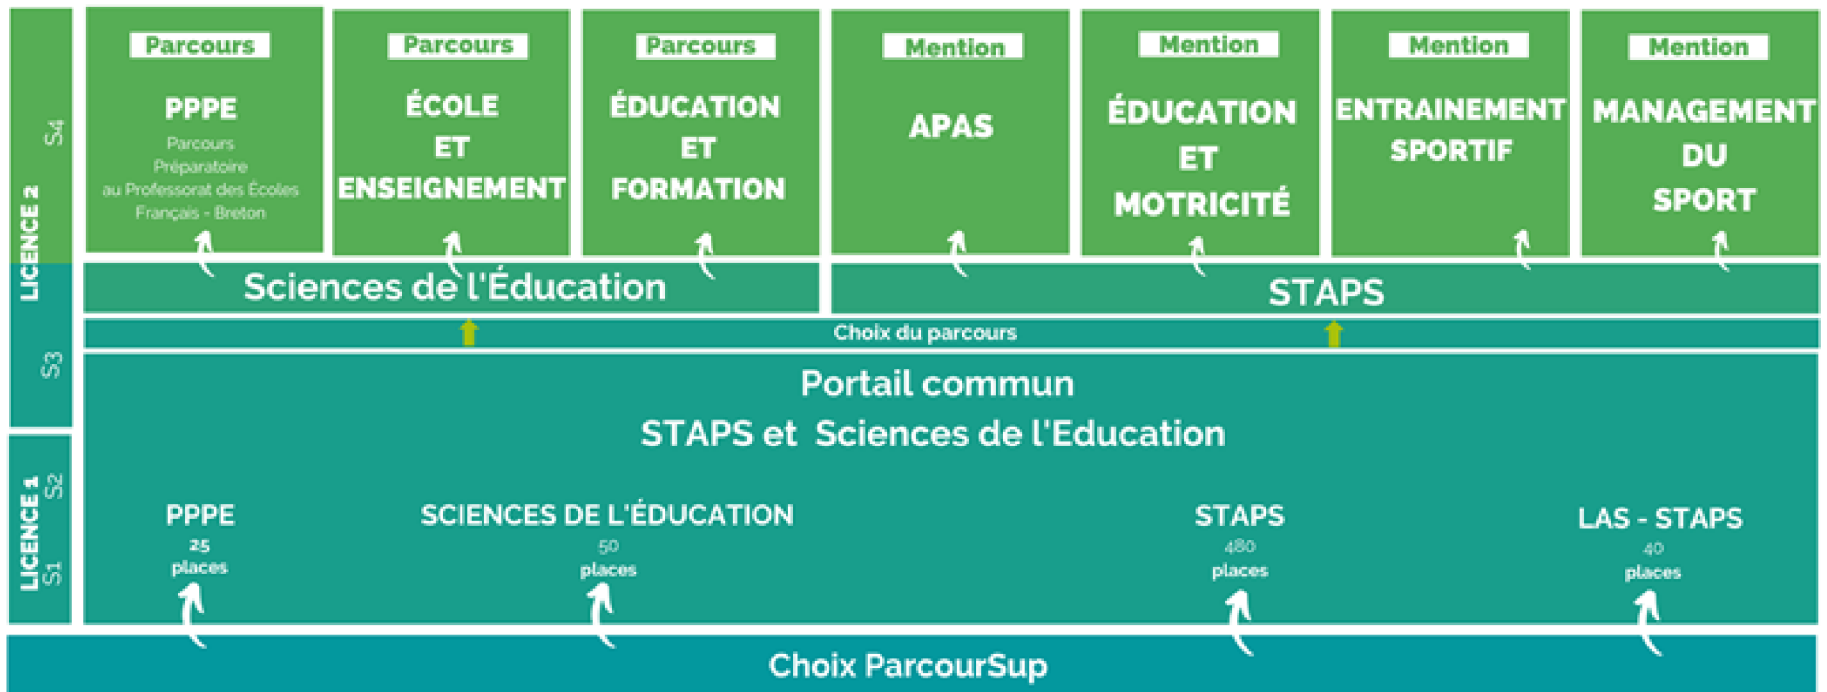 Parcours
PPPE
Parcours
Préparatoire
au Professorat des Écoles
Français - Breton
Parcours
ÉCOLE
ET
ENSEIGNEMENT
Parcours
ÉDUCATION
ET
FORMATION
Mention
APAS
Mention
ÉDUCATION
ET
MOTRICITÉ
Mention
ENTRAINEMENT
SPORTIF
Mention
MANAGEMENT
DU
SPORT
LICENCE 2
S4
S3
Sciences de l'Éducation
STAPS
Choix du parcours
Portail commun
STAPS et Sciences de l'Education
LICENCE 1
S2
S1
PPPE
25
places
SCIENCES DE L'ÉDUCATION
50
places
STAPS
480
places
LAS - STAPS
40
places
Choix ParcourSup